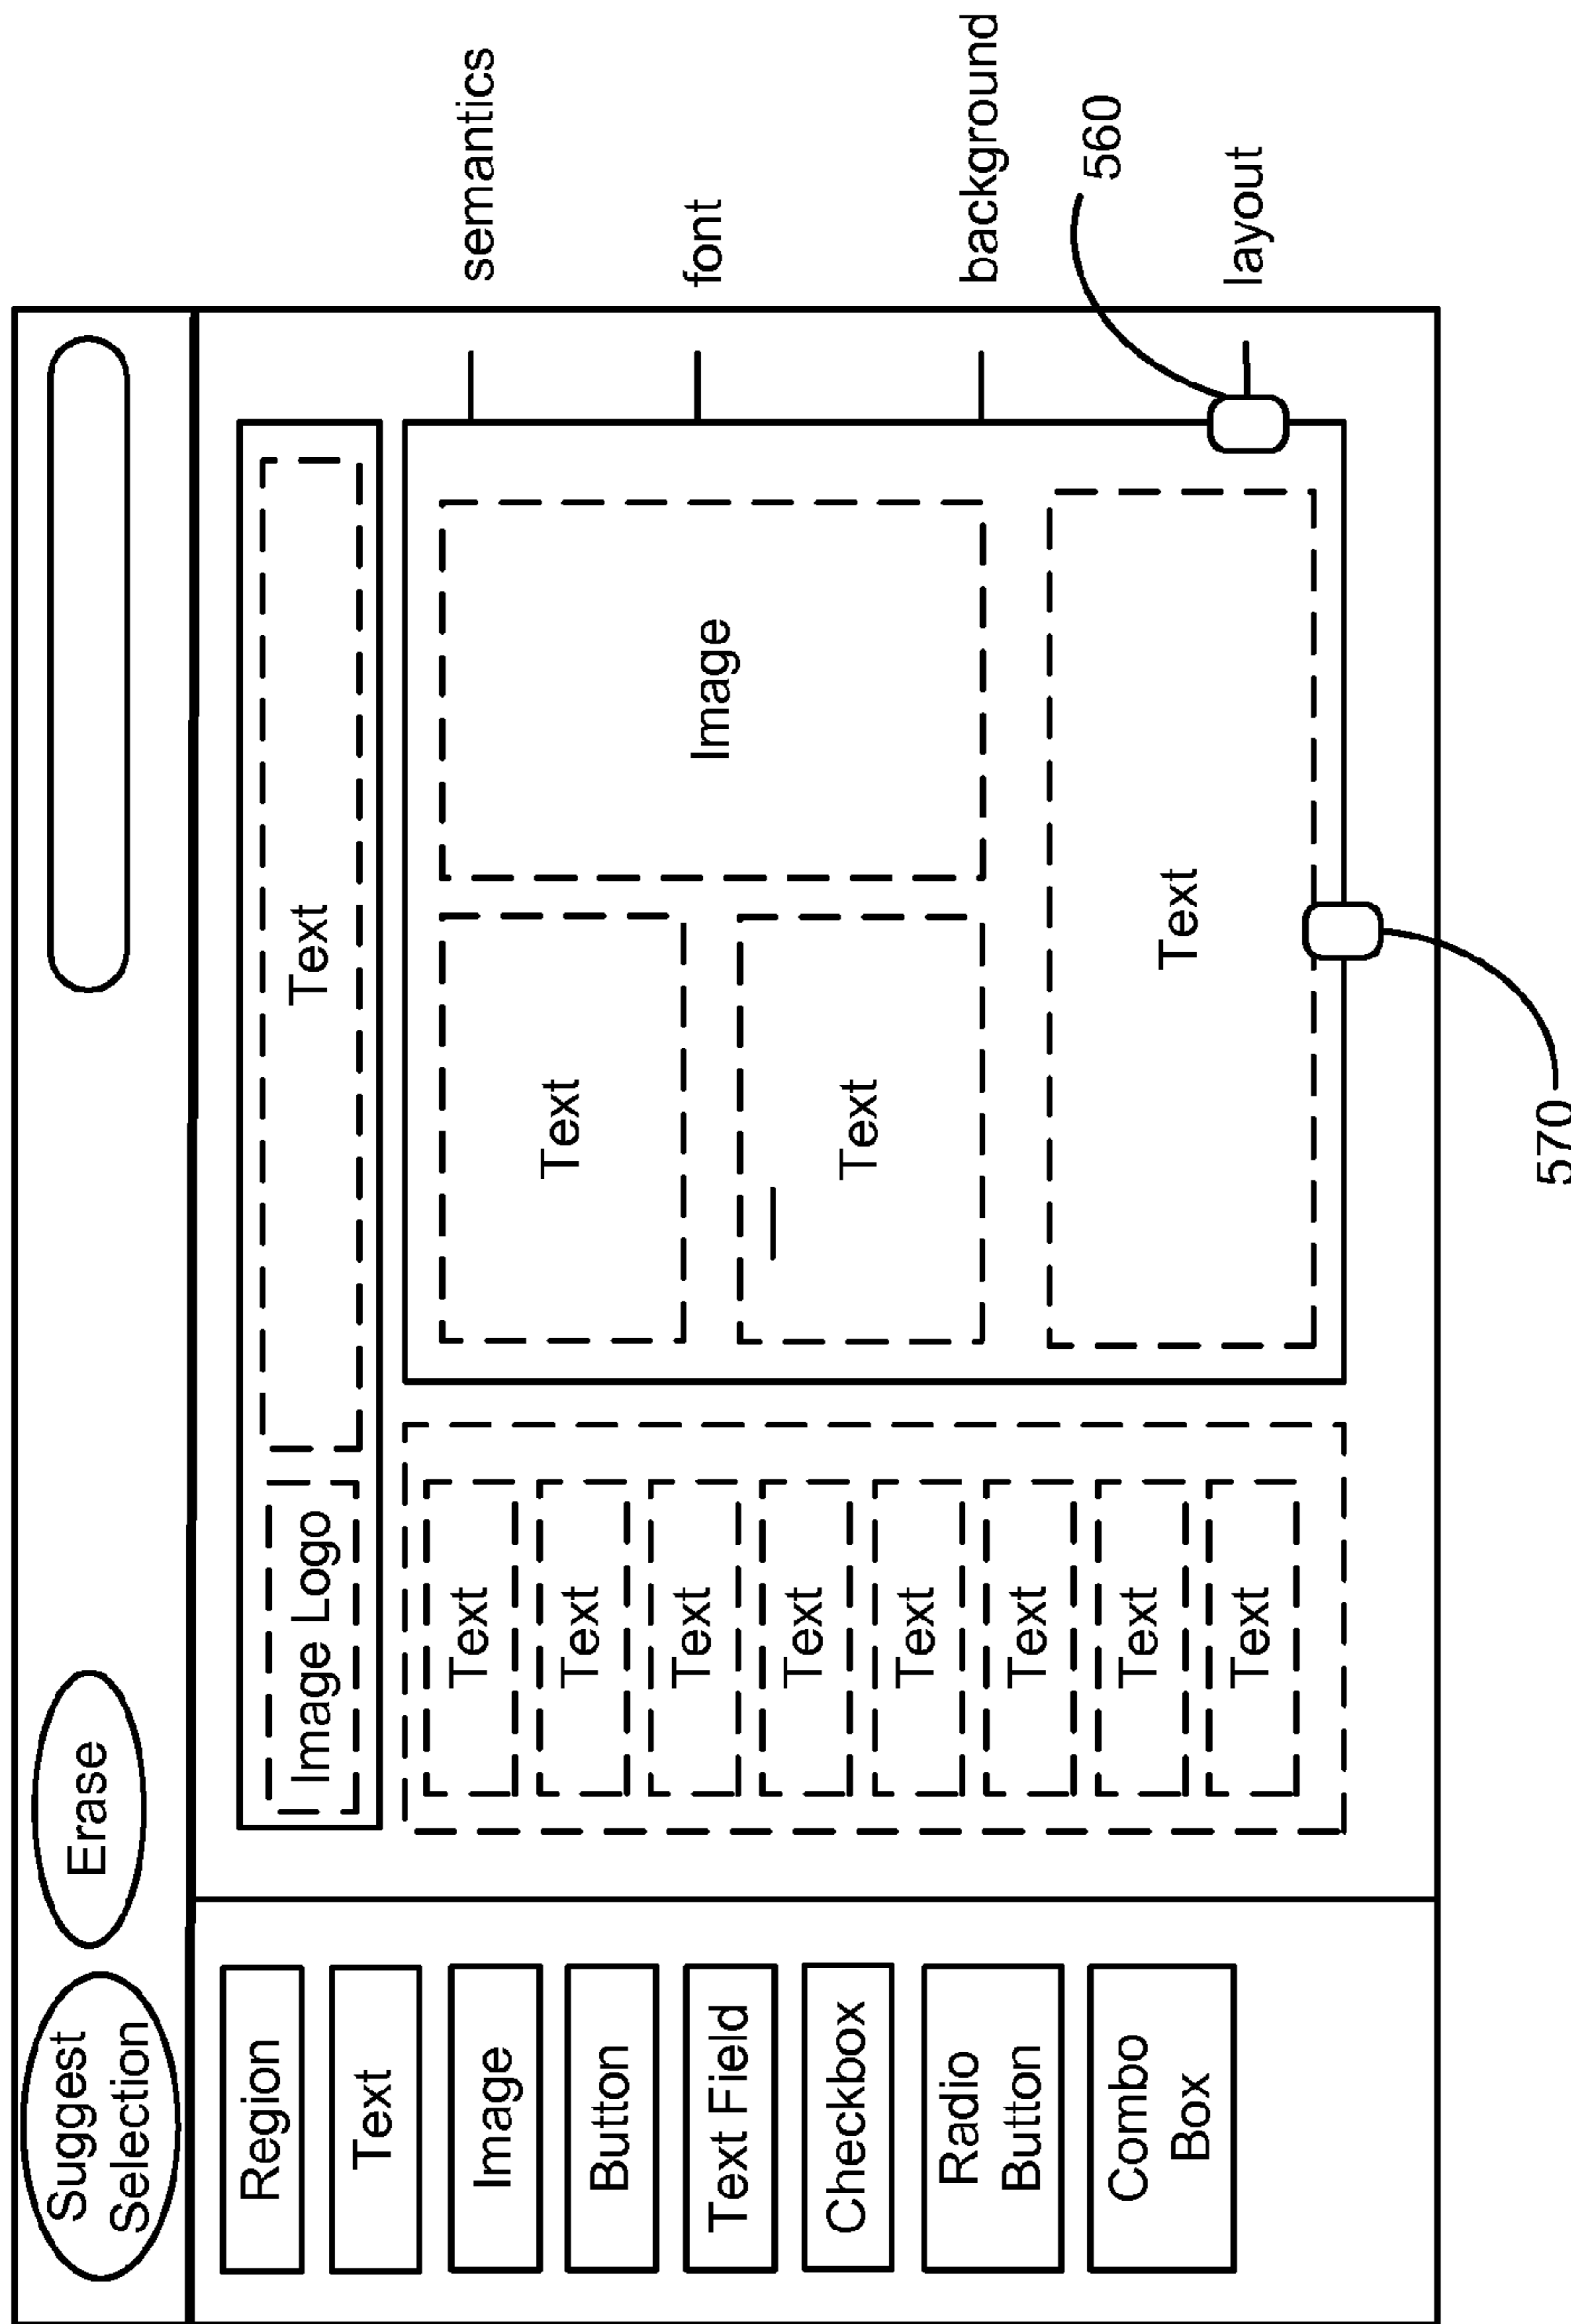 Suggest
Selection
Erase
Region
Text
Image
Button
Text Field
Checkbox
Radio
Button
Combo
Box
Image Logo
Text
Text
Text
Text
Text
Text
Text
Text
Text
Text
Text
Image
Text
semantics
font
background
layout
560
570